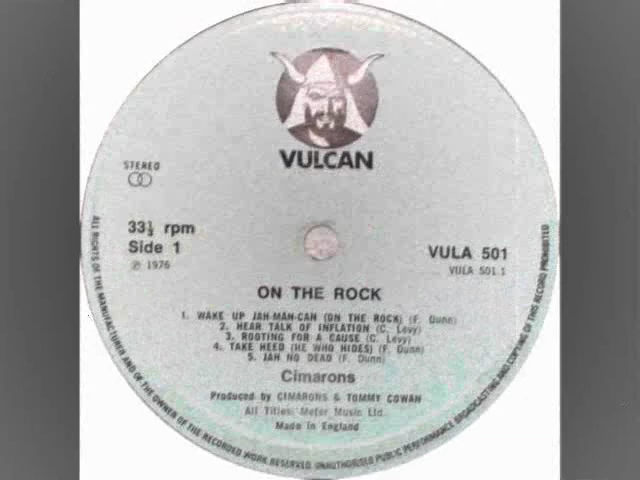 VULCAN
STEREO
33⅓ rpm
Side 1
℗ 1976
VULA 501
VULA 501.1
ON THE ROCK
1. WAKE UP JAH-MAN-CAN (ON THE ROCK) (F. Dunn)
2. HEAR TALK OF INFLATION (C. Levy)
3. ROOTING FOR A CAUSE (C. Levy)
4. TAKE HEED (HE WHO HIDES) (F. Dunn)
5. JAH NO DEAD (F. Dunn)
Cimarons
Produced by CIMARONS & TOMMY COWAN
All Titles: Meter Music Ltd.
Made in England
ALL RIGHTS OF THE MANUFACTURER AND OF THE OWNER OF THE RECORDED WORK RESERVED. UNAUTHORISED PUBLIC PERFORMANCE BROADCASTING AND COPYING OF THIS RECORD PROHIBITED